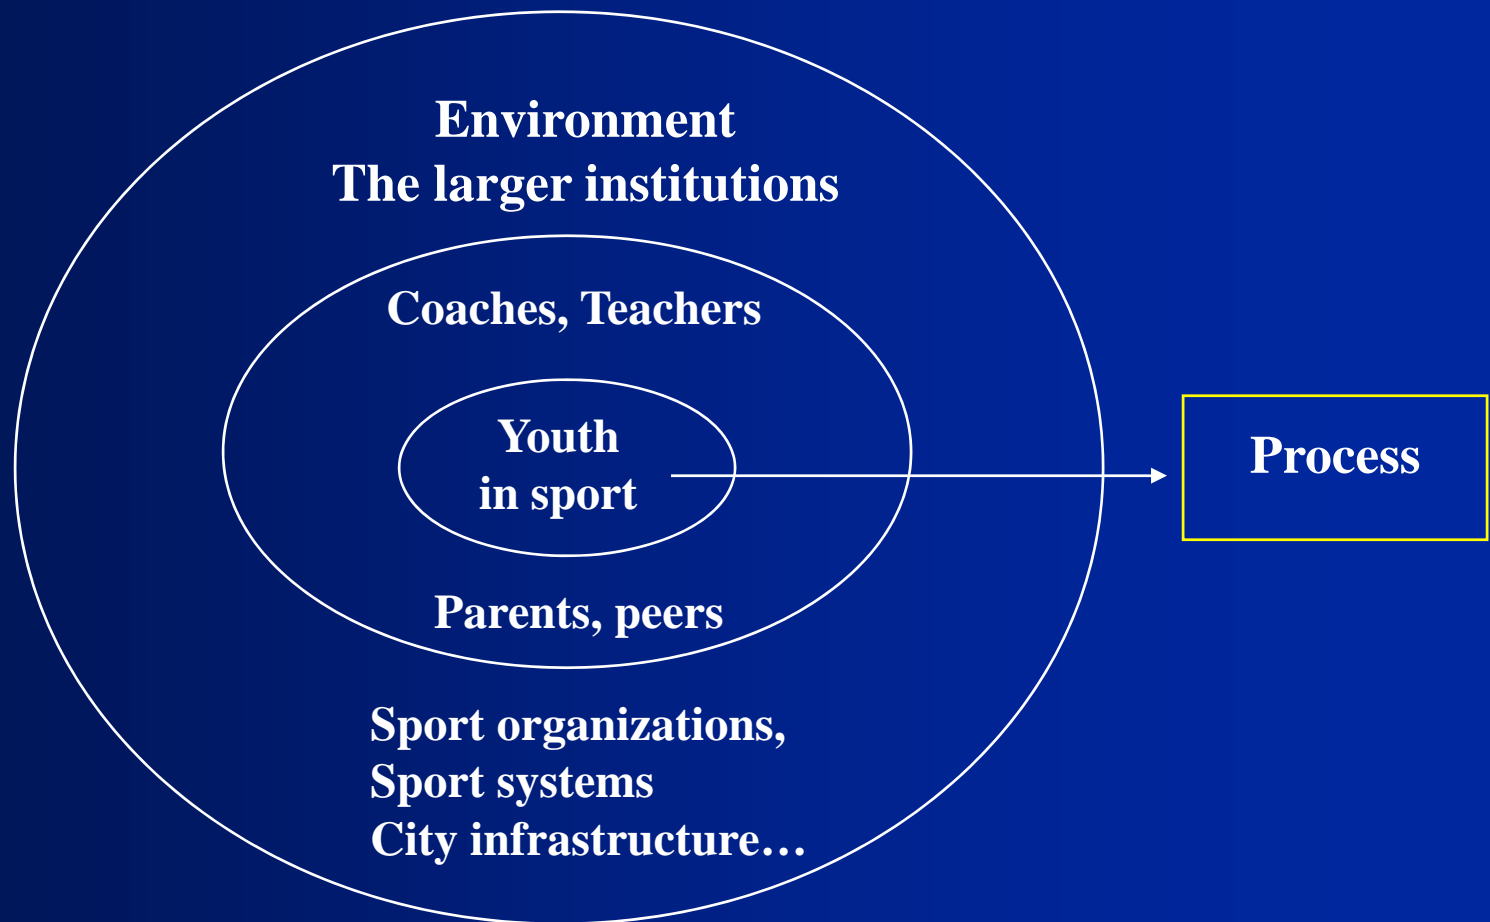 Environment
The larger institutions
Coaches, Teachers
Youth
in sport
Process
Parents, peers
Sport organizations,
Sport systems
City infrastructure…